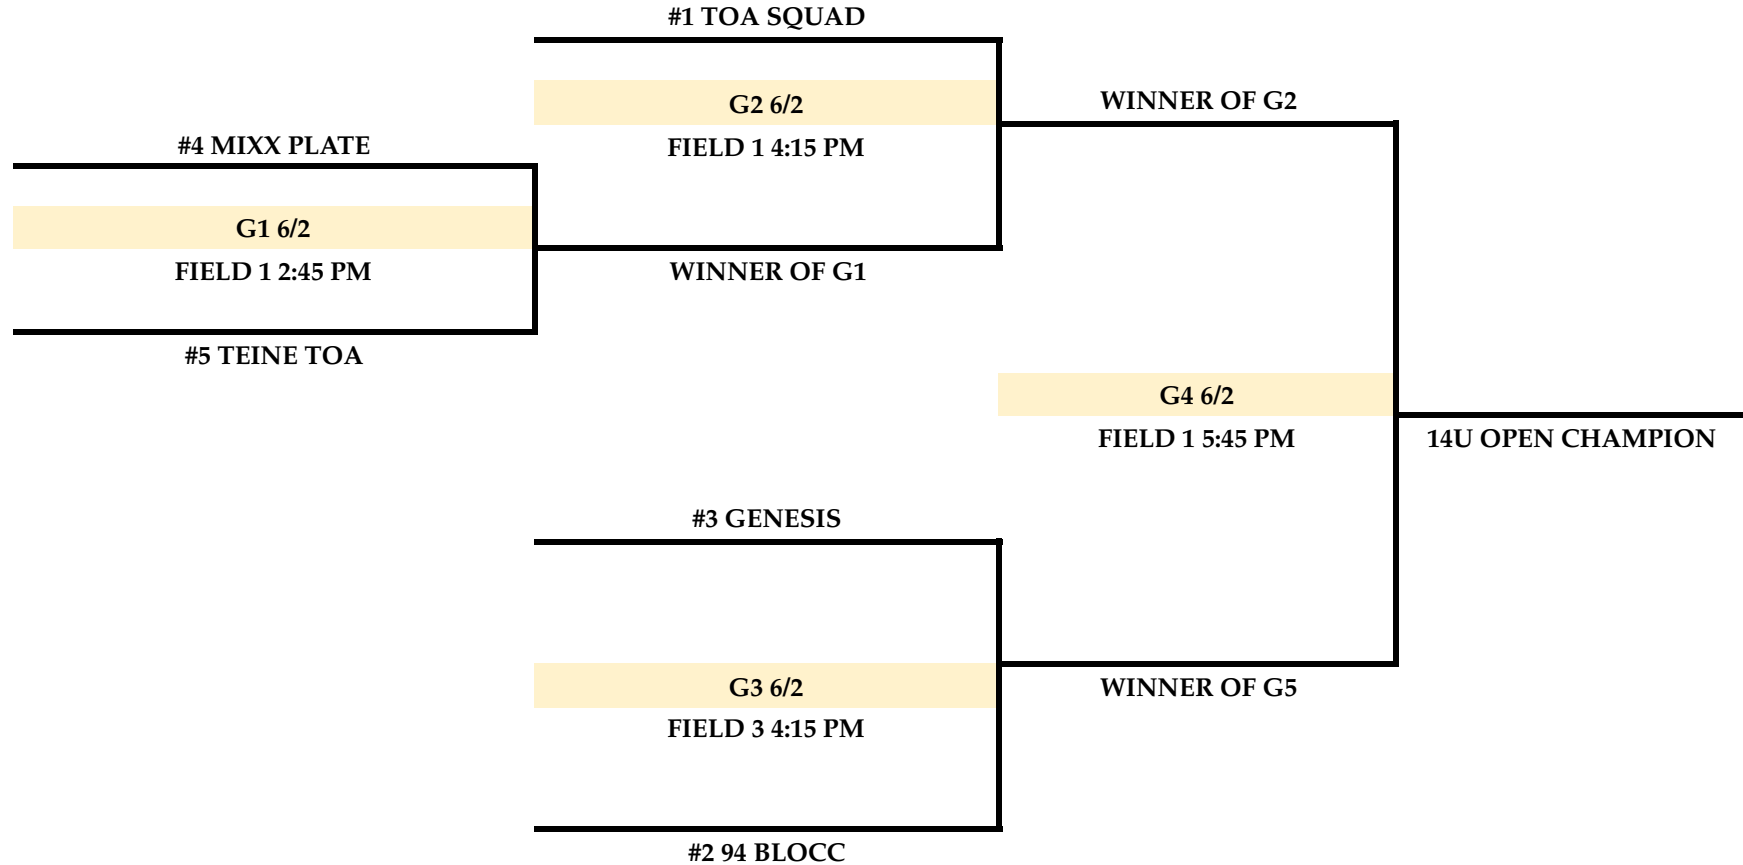 #1 TOA SQUAD
G2 6/2
FIELD 1 4:15 PM
WINNER OF G2
#4 MIXX PLATE
G1 6/2
FIELD 1 2:45 PM
WINNER OF G1
#5 TEINE TOA
G4 6/2
FIELD 1 5:45 PM
14U OPEN CHAMPION
#3 GENESIS
G3 6/2
FIELD 3 4:15 PM
WINNER OF G5
#2 94 BLOCC